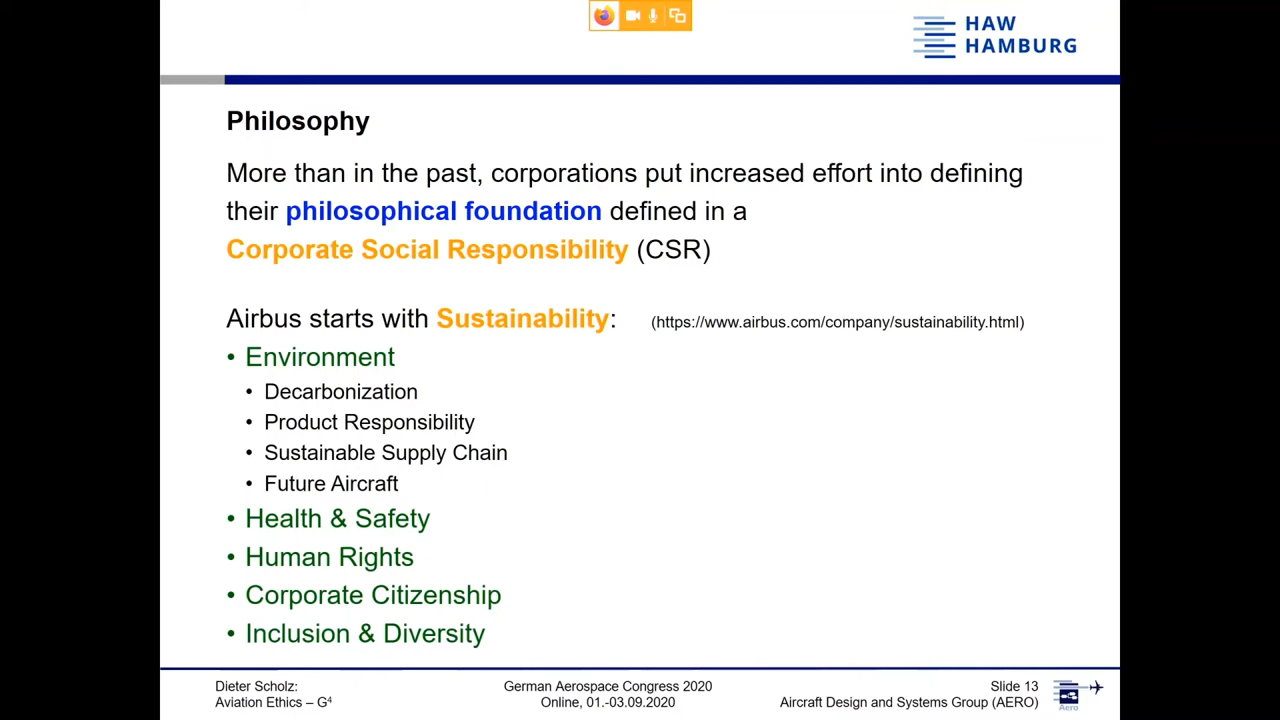 HAW
HAMBURG
Philosophy
More than in the past, corporations put increased effort into defining
their philosophical foundation defined in a
Corporate Social Responsibility (CSR)
Airbus starts with Sustainability: (https://www.airbus.com/company/sustainability.html)
• Environment
• Decarbonization
• Product Responsibility
• Sustainable Supply Chain
• Future Aircraft
• Health & Safety
• Human Rights
• Corporate Citizenship
• Inclusion & Diversity
Dieter Scholz:
Aviation Ethics – G⁴
German Aerospace Congress 2020
Online, 01.-03.09.2020
Slide 13
Aircraft Design and Systems Group (AERO)
Aero